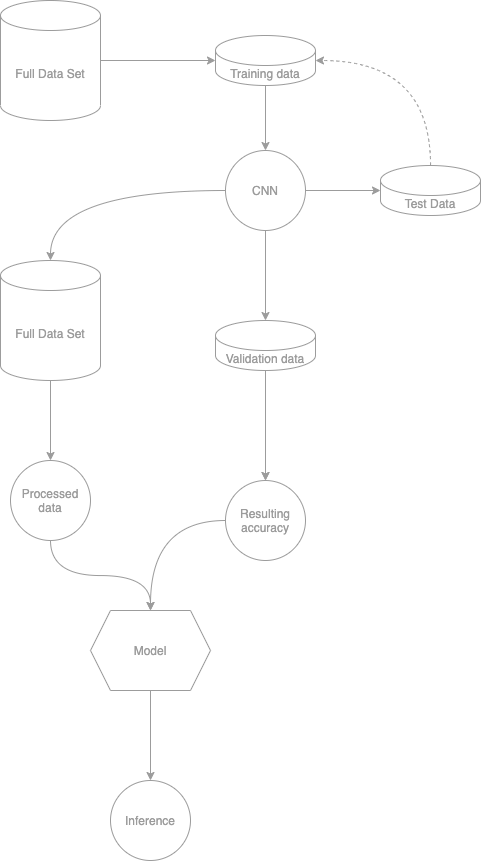 Full Data Set
Training data
CNN
Test Data
Full Data Set
Validation data
Processed
data
Resulting
accuracy
Model
Inference